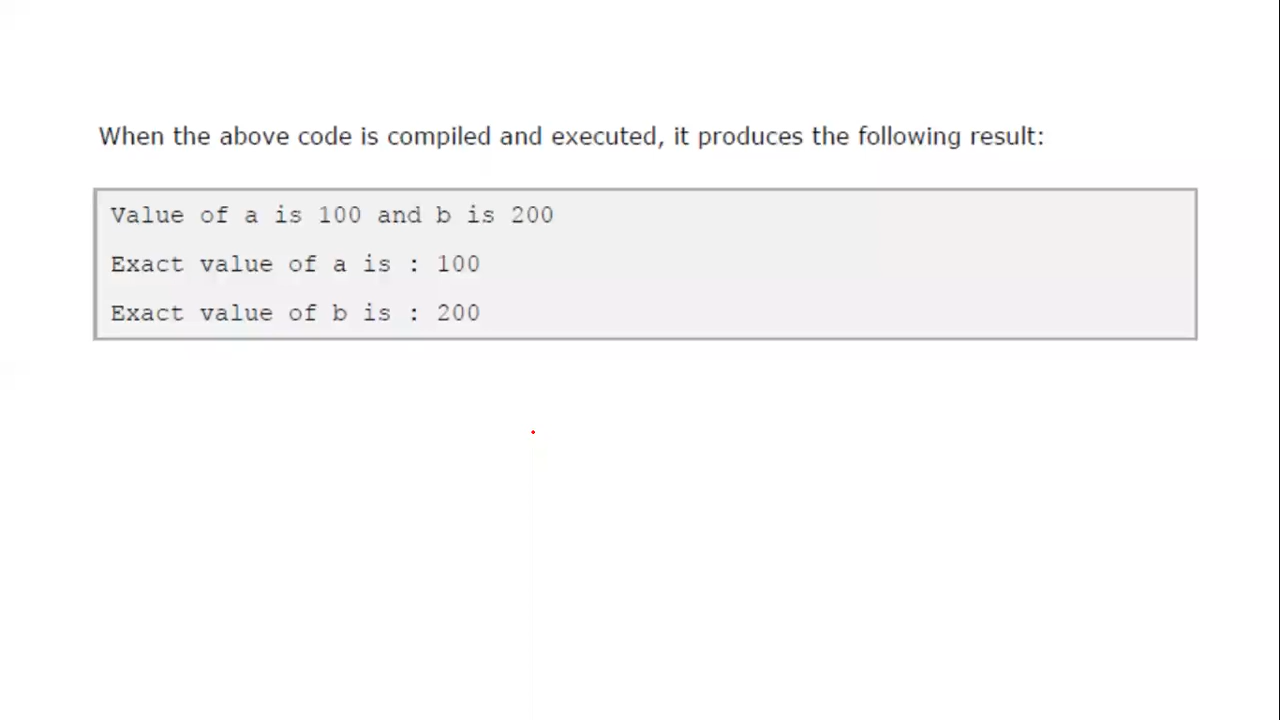 When the above code is compiled and executed, it produces the following result:
Value of a is 100 and b is 200
Exact value of a is : 100
Exact value of b is : 200